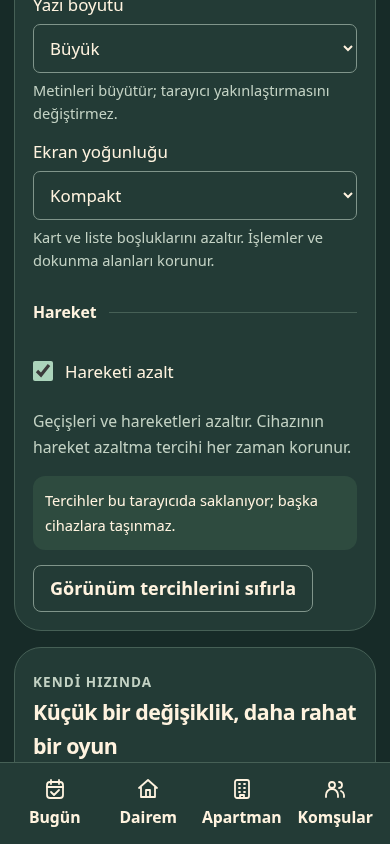 Yazı boyutu
Büyük
Metinleri büyütür; tarayıcı yakınlaştırmasını
değiştirmez.
Ekran yoğunluğu
Kompakt
Kart ve liste boşluklarını azaltır. İşlemler ve
dokunma alanları korunur.
Hareket
Hareketi azalt
Geçişleri ve hareketleri azaltır. Cihazının
hareket azaltma tercihi her zaman korunur.
Tercihler bu tarayıcıda saklanıyor; başka
cihazlara taşınmaz.
Görünüm tercihlerini sıfırla
KENDİ HIZINDA
Küçük bir değişiklik, daha rahat
bir oyun
Bugün Dairem Apartman Komşular